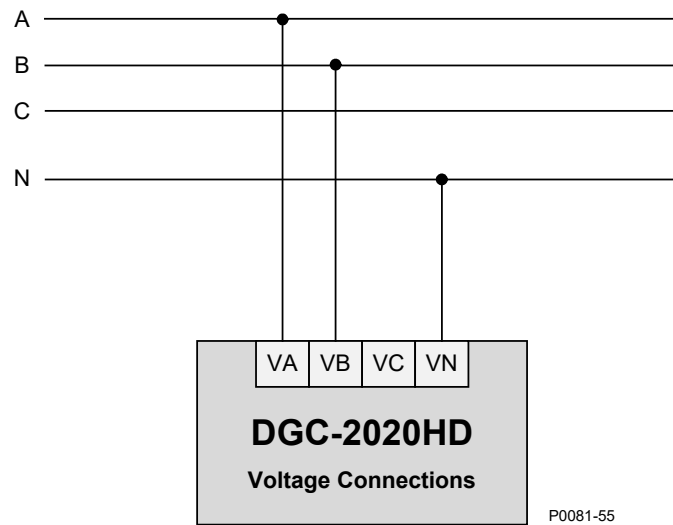 A
B
C
N
VA VB VC VN
DGC-2020HD
Voltage Connections
P0081-55